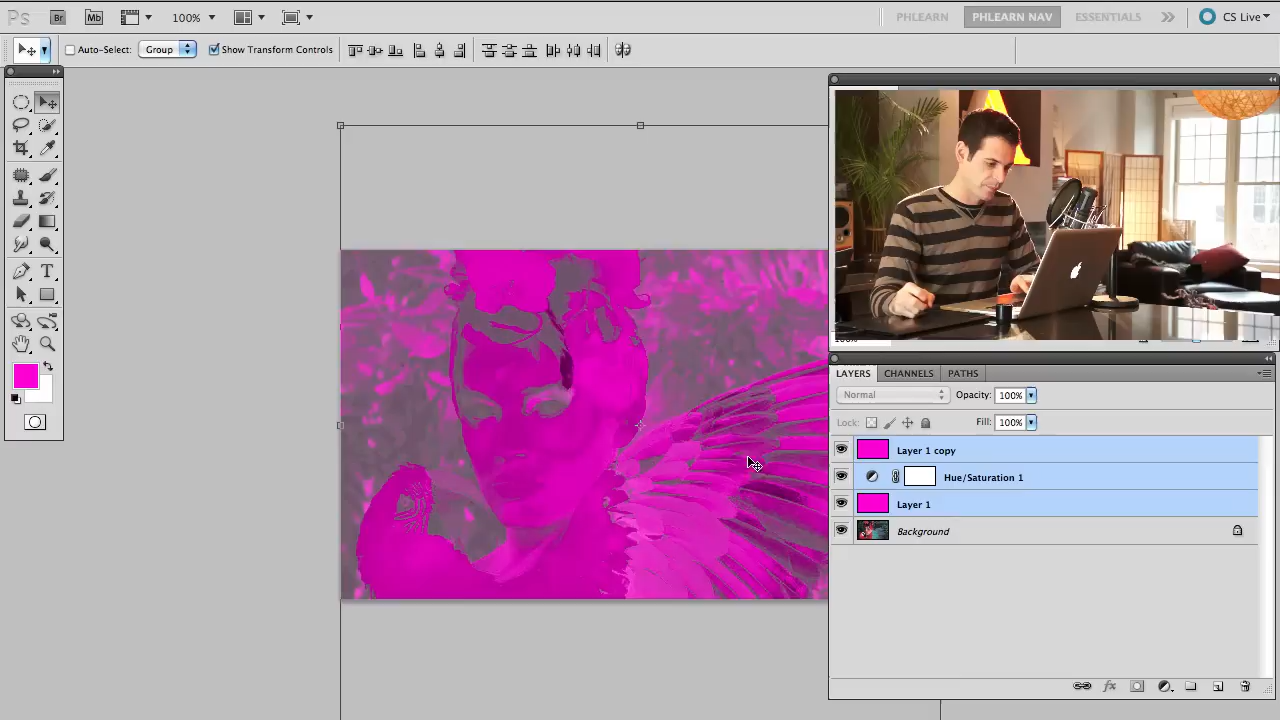 Ps Br Mb 100% PHLEARN PHLEARN NAV ESSENTIALS CS Live
Auto-Select: Group Show Transform Controls
LAYERS CHANNELS PATHS
Normal Opacity: 100%
Lock: Fill: 100%
Layer 1 copy
Hue/Saturation 1
Layer 1
Background
fx